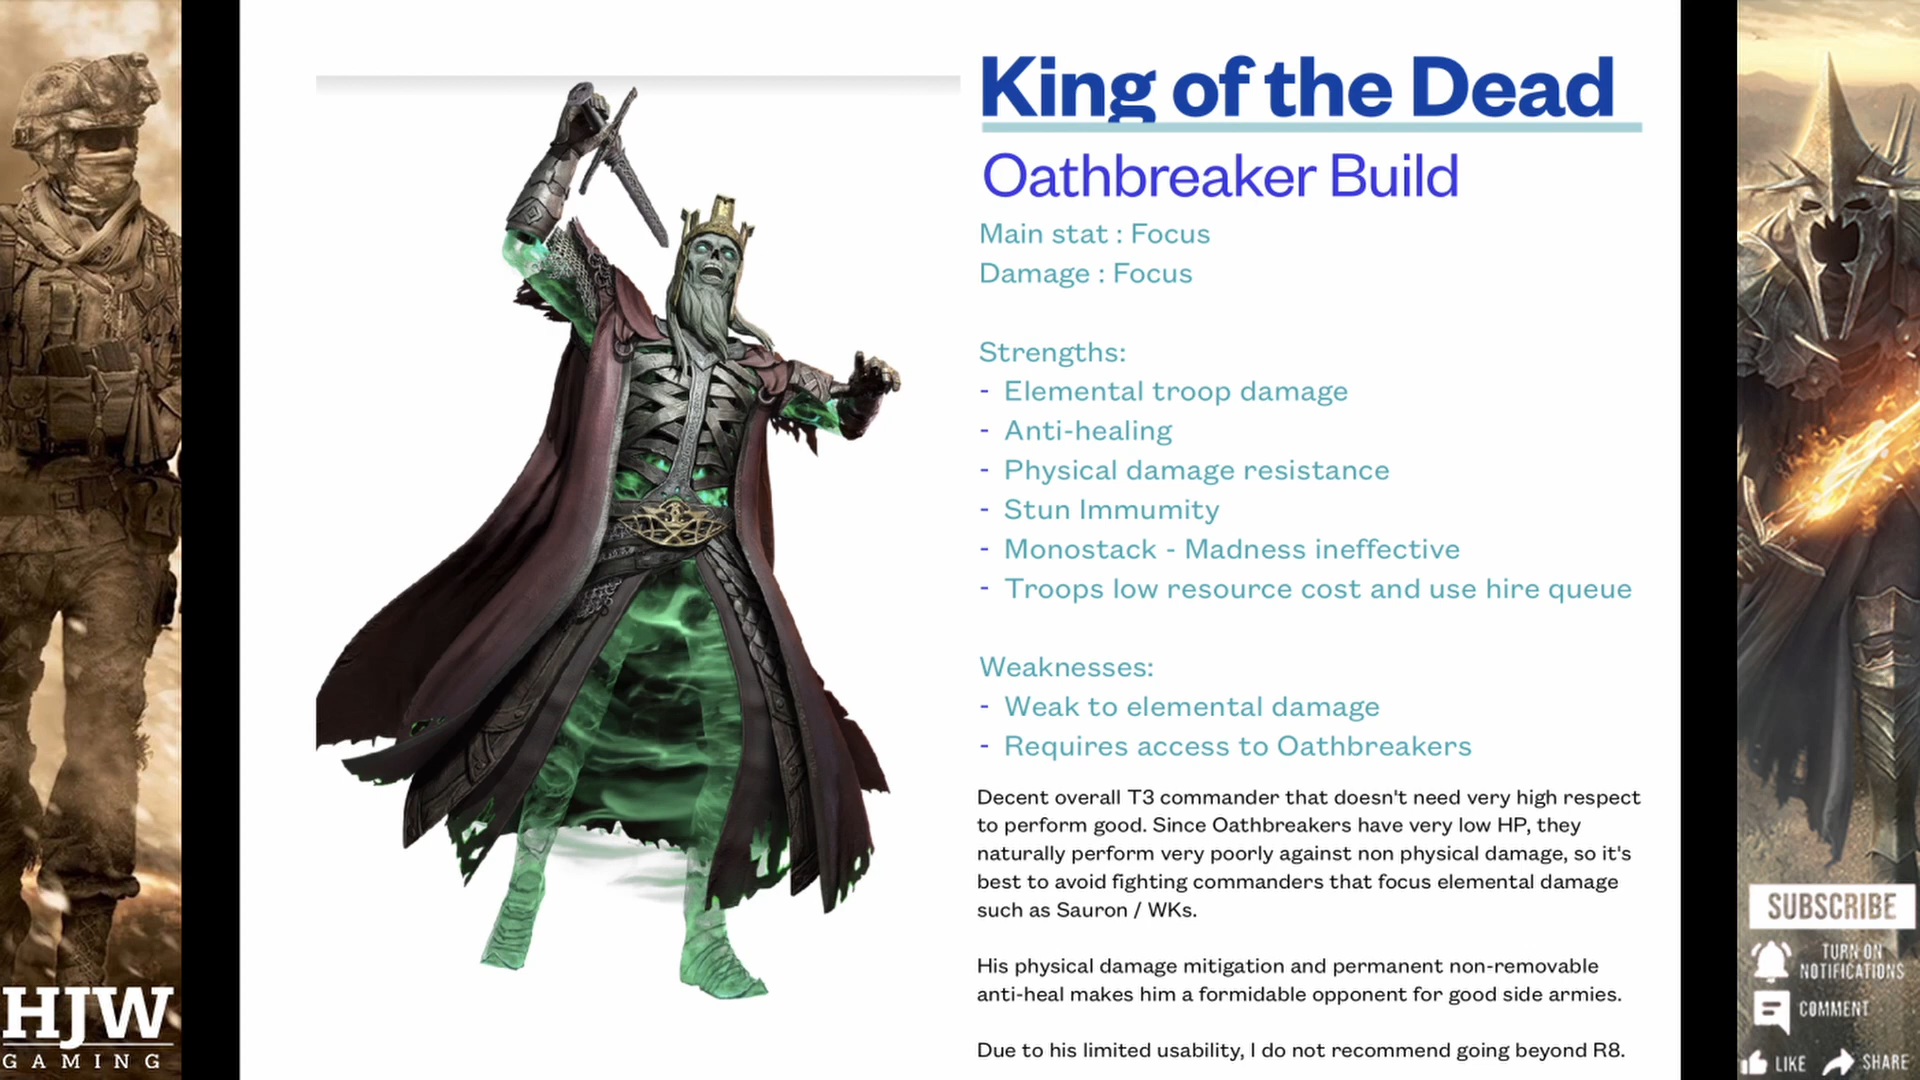 King of the Dead
Oathbreaker Build
Main stat : Focus
Damage : Focus
Strengths:
- Elemental troop damage
- Anti-healing
- Physical damage resistance
- Stun Immumity
- Monostack - Madness ineffective
- Troops low resource cost and use hire queue
Weaknesses:
- Weak to elemental damage
- Requires access to Oathbreakers
Decent overall T3 commander that doesn't need very high respect
to perform good. Since Oathbreakers have very low HP, they
naturally perform very poorly against non physical damage, so it's
best to avoid fighting commanders that focus elemental damage
such as Sauron / WKs.
His physical damage mitigation and permanent non-removable
anti-heal makes him a formidable opponent for good side armies.
Due to his limited usability, I do not recommend going beyond R8.
HJW
GAMING
SUBSCRIBE
TURN ON
NOTIFICATIONS
COMMENT
LIKE
SHARE